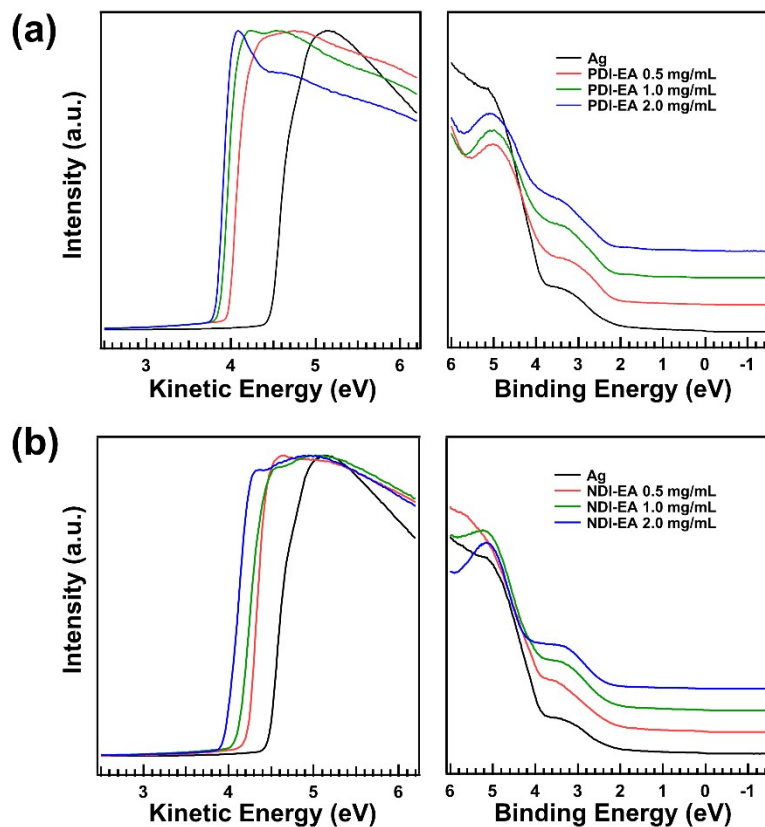 (a)
Intensity (a.u.)
3 4 5 6
Kinetic Energy (eV)
Ag
PDI-EA 0.5 mg/mL
PDI-EA 1.0 mg/mL
PDI-EA 2.0 mg/mL
6 5 4 3 2 1 0 -1
Binding Energy (eV)
(b)
Intensity (a.u.)
3 4 5 6
Kinetic Energy (eV)
Ag
NDI-EA 0.5 mg/mL
NDI-EA 1.0 mg/mL
NDI-EA 2.0 mg/mL
6 5 4 3 2 1 0 -1
Binding Energy (eV)